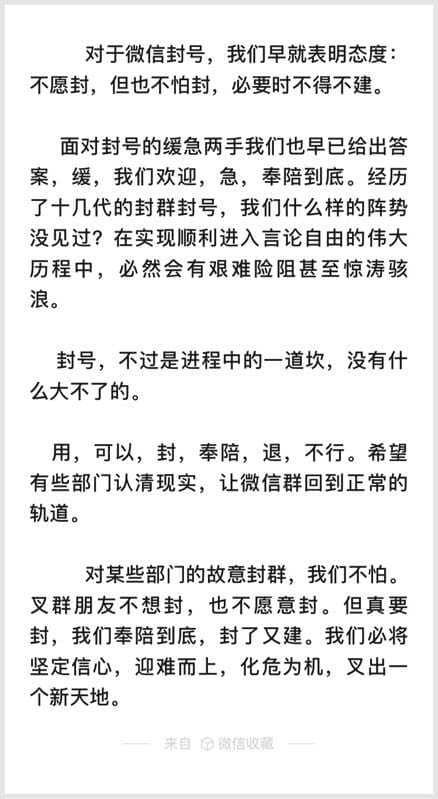 对于微信封号，我们早就表明态度：
不愿封，但也不怕封，必要时不得不建。
面对封号的缓急两手我们也早已给出答
案，缓，我们欢迎，急，奉陪到底。经历
了十几代的封群封号，我们什么样的阵势
没见过？在实现顺利进入言论自由的伟大
历程中，必然会有艰难险阻甚至惊涛骇
浪。
封号，不过是进程中的一道坎，没有什
么大不了的。
用，可以，封，奉陪，退，不行。希望
有些部门认清现实，让微信群回到正常的
轨道。
对某些部门的故意封群，我们不怕。
叉群朋友不想封，也不愿意封。但真要
封，我们奉陪到底，封了又建。我们必将
坚定信心，迎难而上，化危为机，叉出一
个新天地。
来自 微信收藏